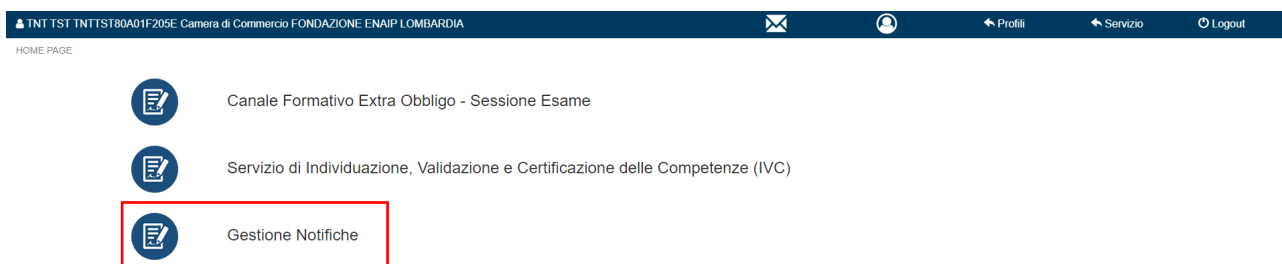 TNT TST TNTTST80A01F205E Camera di Commercio FONDAZIONE ENAIP LOMBARDIA Profili Servizio Logout
HOME PAGE
Canale Formativo Extra Obbligo - Sessione Esame
Servizio di Individuazione, Validazione e Certificazione delle Competenze (IVC)
Gestione Notifiche